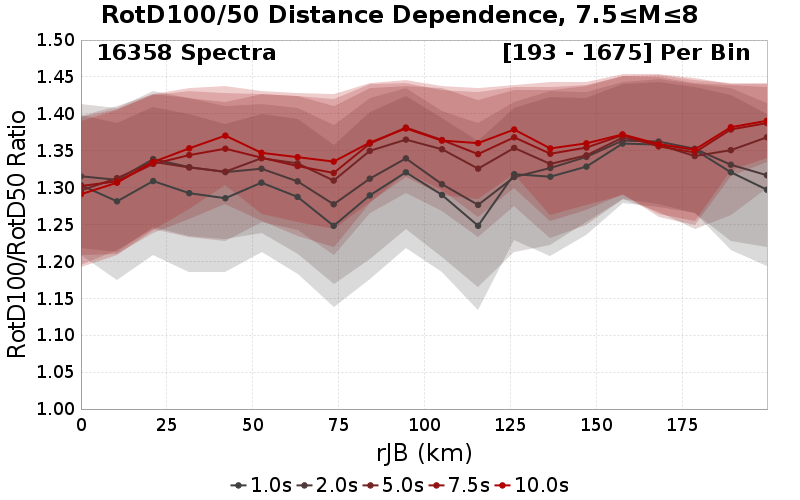 RotD100/50 Distance Dependence, 7.5≤M≤8
16358 Spectra
[193 - 1675] Per Bin
RotD100/RotD50 Ratio
1.50
1.45
1.40
1.35
1.30
1.25
1.20
1.15
1.10
1.05
1.00
0 25 50 75 100 125 150 175
rJB (km)
1.0s 2.0s 5.0s 7.5s 10.0s